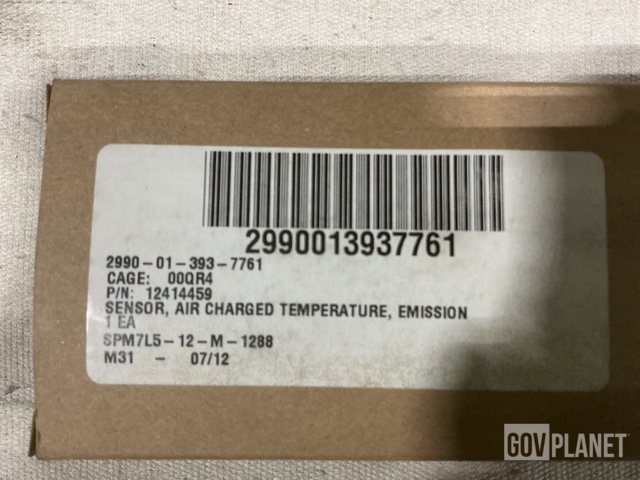 2990013937761
2990-01-393-7761
CAGE: 00QR4
P/N: 12414459
SENSOR, AIR CHARGED TEMPERATURE, EMISSION
1 EA
SPM7L5-12-M-1288
M31 - 07/12
GOVPLANET